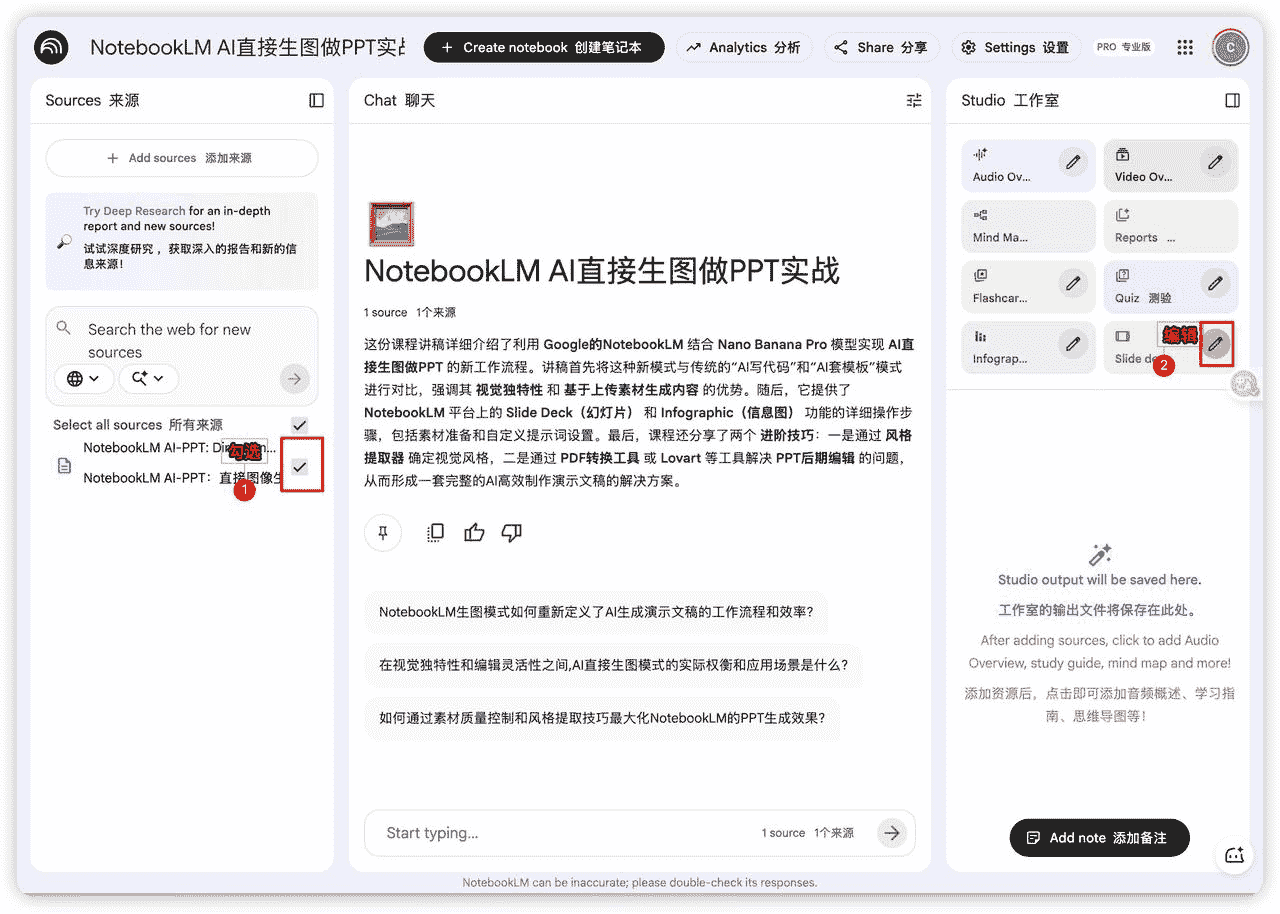 NotebookLM AI直接生图做PPT实战
Create notebook 创建笔记本
Analytics 分析
Share 分享
Settings 设置
PRO 专业版
C
Sources 来源
Add sources 添加来源
Try Deep Research for an in-depth
report and new sources!
试试深度研究 ，获取深入的报告和新的信
息来源！
Search the web for new
sources
Select all sources 所有来源
NotebookLM AI-PPT:
NotebookLM AI-PPT：直接图像生
勾选
1
Chat 聊天
NotebookLM AI直接生图做PPT实战
1 source 1个来源
这份课程讲稿详细介绍了利用 Google的NotebookLM 结合 Nano Banana Pro 模型实现 AI直
接生图做PPT 的新工作流程。讲稿首先将这种新模式与传统的“AI写代码”和“AI套模板”模式
进行对比，强调其 视觉独特性 和 基于上传素材生成内容 的优势。随后，它提供了
NotebookLM 平台上的 Slide Deck（幻灯片） 和 Infographic（信息图） 功能的详细操作步
骤，包括素材准备和自定义提示词设置。最后，课程还分享了两个 进阶技巧：一是通过 风格
提取器 确定视觉风格，二是通过 PDF转换工具 或 Lovart 等工具解决 PPT后期编辑 的问题，
从而形成一套完整的AI高效制作演示文稿的解决方案。
NotebookLM生图模式如何重新定义了AI生成演示文稿的工作流程和效率？
在视觉独特性和编辑灵活性之间,AI直接生图模式的实际权衡和应用场景是什么？
如何通过素材质量控制和风格提取技巧最大化NotebookLM的PPT生成效果？
Start typing...
1 source 1个来源
NotebookLM can be inaccurate; please double-check its responses.
Studio 工作室
Audio Ov...
Video Ov...
Mind Ma...
Reports ...
Flashcar...
Quiz 测验
Infograp...
Slide de
编辑
2
Studio output will be saved here.
工作室的输出文件将保存在此处。
After adding sources, click to add Audio
Overview, study guide, mind map and more!
添加资源后，点击即可添加音频概述、学习指
南、思维导图等！
Add note 添加备注